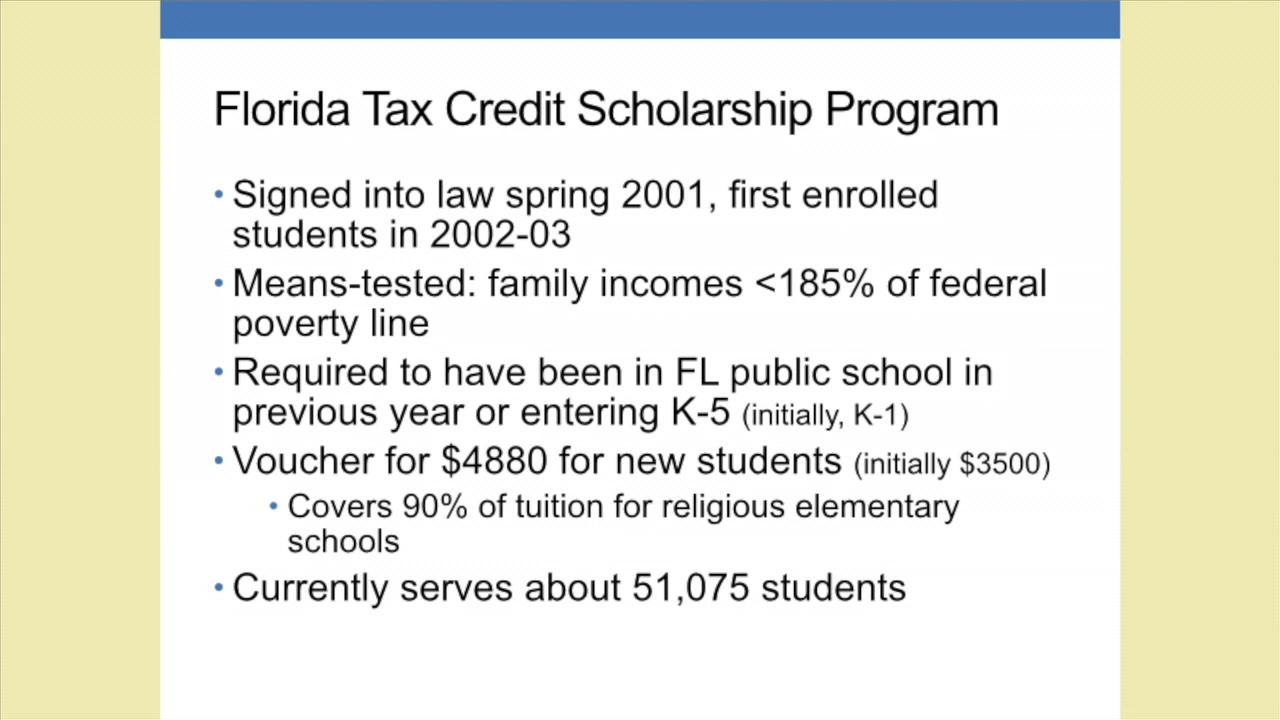 Florida Tax Credit Scholarship Program
• Signed into law spring 2001, first enrolled
students in 2002-03
• Means-tested: family incomes <185% of federal
poverty line
• Required to have been in FL public school in
previous year or entering K-5 (initially, K-1)
• Voucher for $4880 for new students (initially $3500)
• Covers 90% of tuition for religious elementary
schools
• Currently serves about 51,075 students